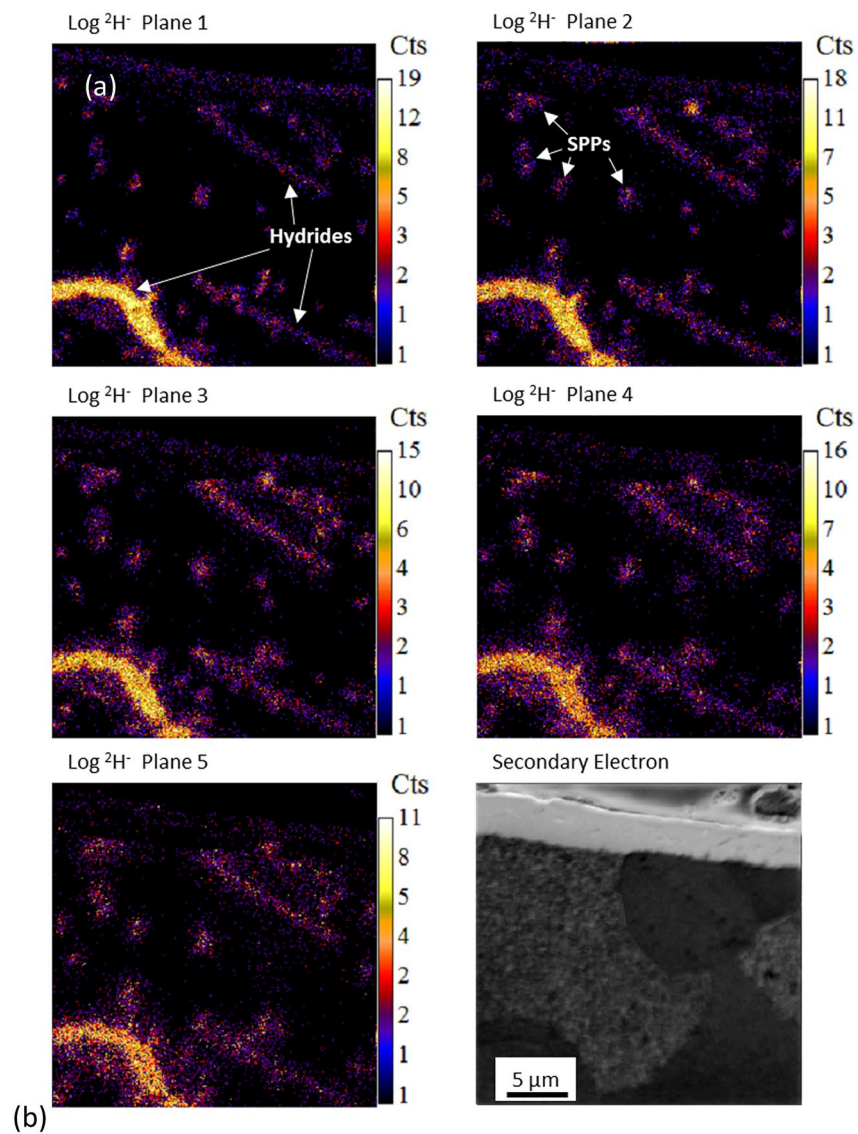 Log ²H⁻ Plane 1
Cts
(a)
Hydrides
19
12
8
5
3
2
1
1
Log ²H⁻ Plane 2
Cts
SPPs
18
11
8
5
3
2
1
1
Log ²H⁻ Plane 3
Cts
15
10
6
4
3
2
1
1
Log ²H⁻ Plane 4
Cts
16
10
7
4
3
2
1
1
Log ²H⁻ Plane 5
Cts
11
8
5
4
2
2
1
1
Secondary Electron
5 µm
(b)